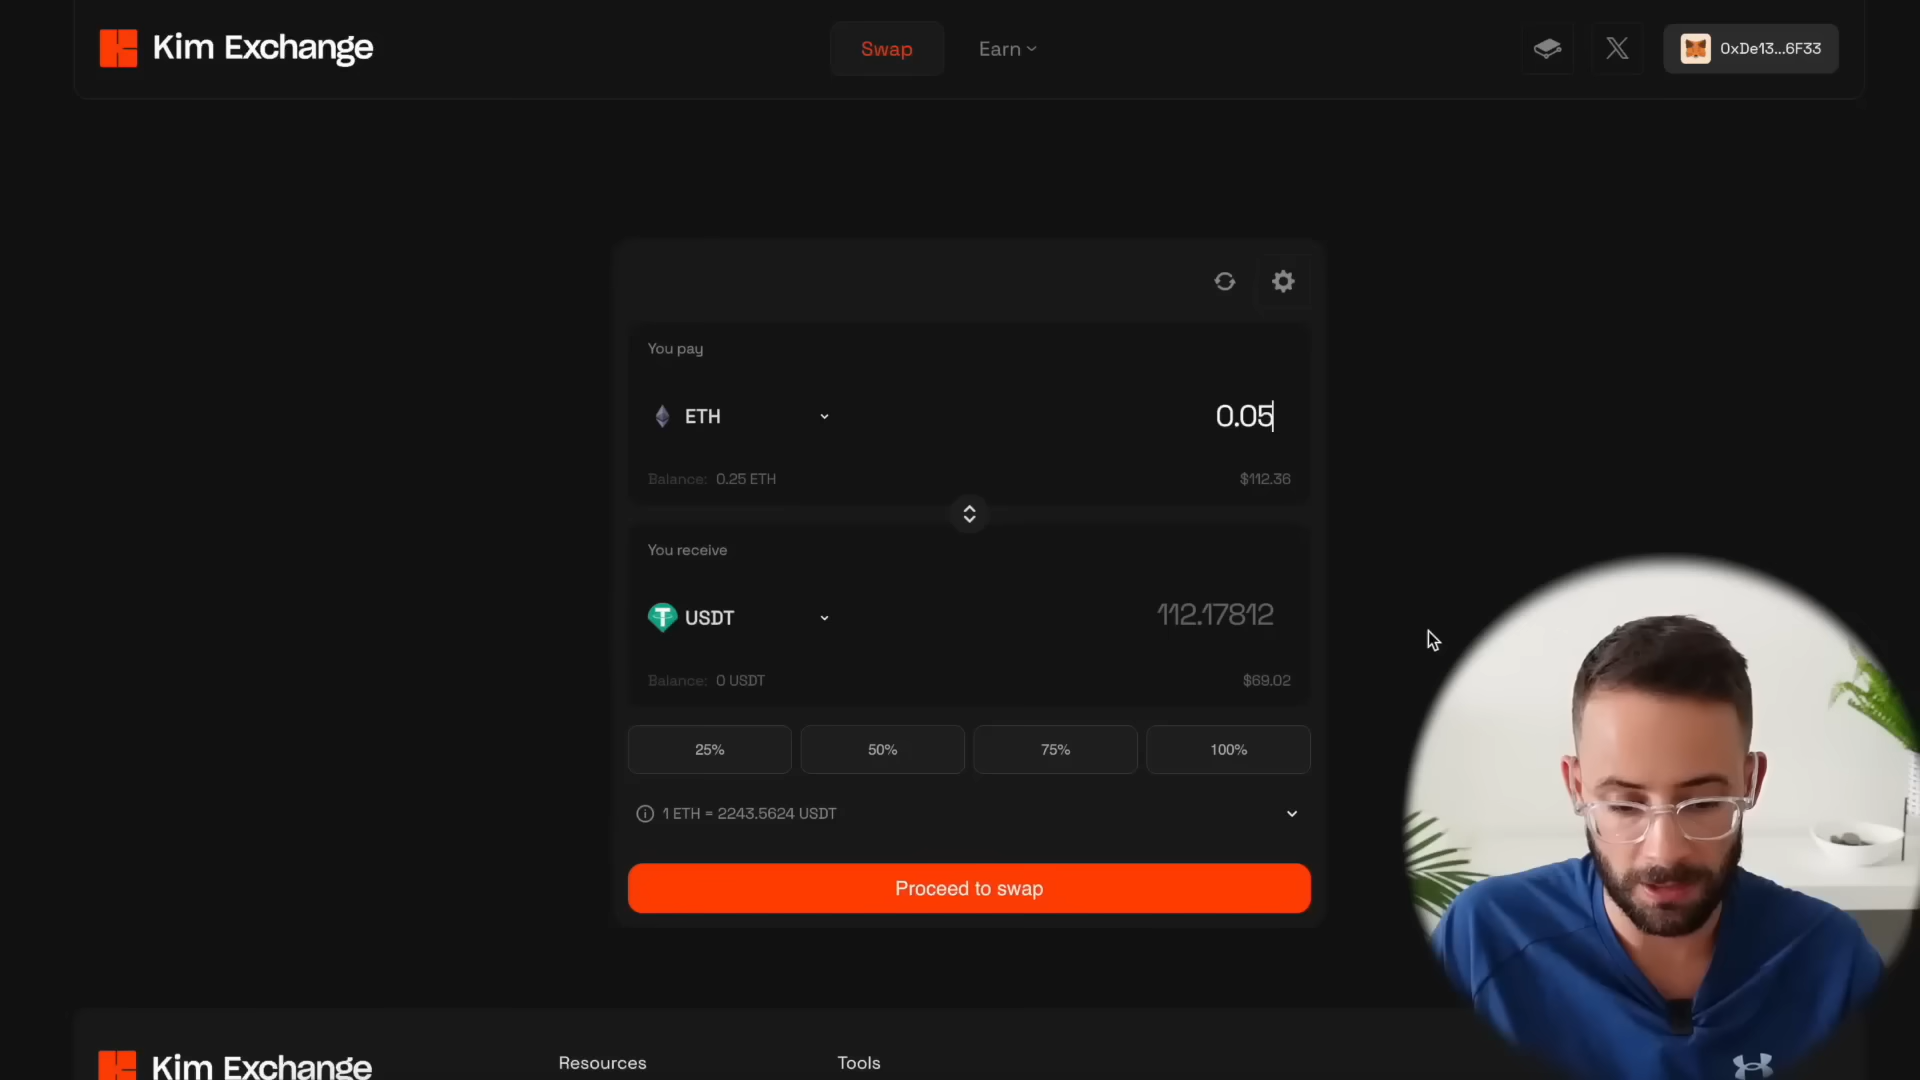 Kim Exchange
Swap
Earn
0xDe13...6F33
You pay
ETH
0.05
Balance: 0.25 ETH
$112.36
You receive
USDT
112.17812
Balance: 0 USDT
$69.02
25%
50%
75%
100%
1 ETH = 2243.5624 USDT
Proceed to swap
Kim Exchange
Resources
Tools